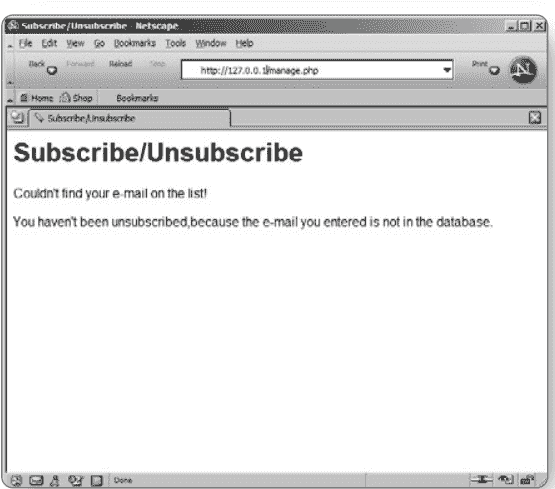 Subscribe/Unsubscribe - Netscape
File Edit View Go Bookmarks Tools Window Help
Back Forward Reload Stop http://127.0.0.1/manage.php Print N
Home Shop Bookmarks
Subscribe/Unsubscribe
Subscribe/Unsubscribe
Couldn't find your e-mail on the list!
You haven't been unsubscribed,because the e-mail you entered is not in the database.
Done